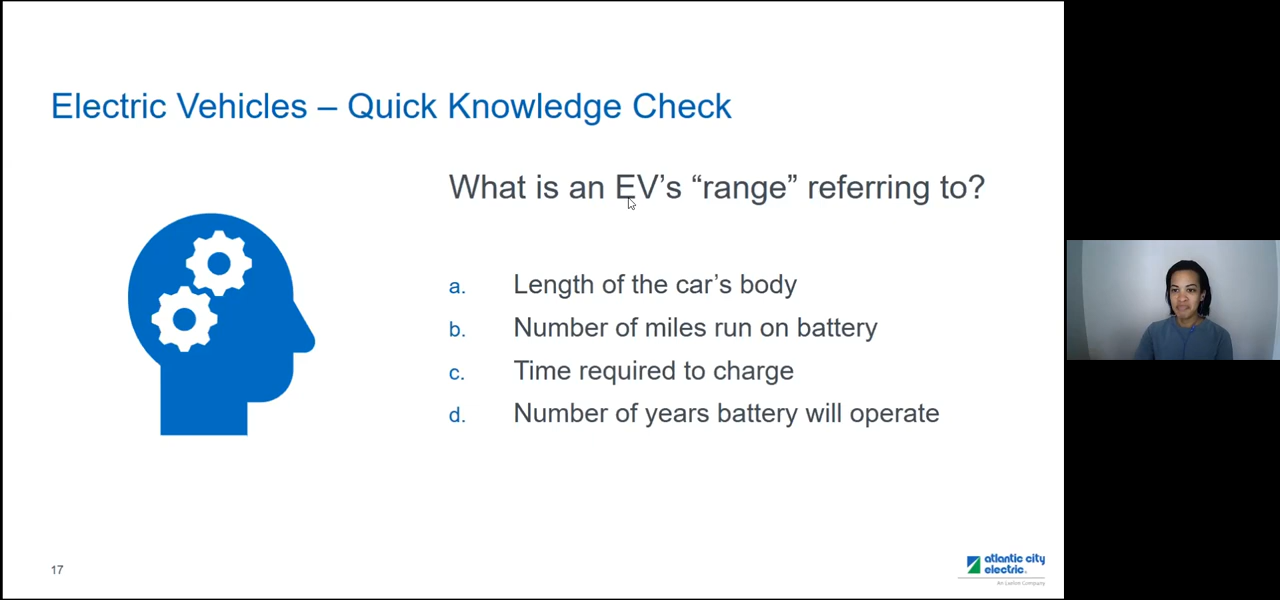 Electric Vehicles – Quick Knowledge Check
What is an EV’s “range” referring to?
a. Length of the car’s body
b. Number of miles run on battery
c. Time required to charge
d. Number of years battery will operate
17
atlantic city
electric.
An Exelon Company